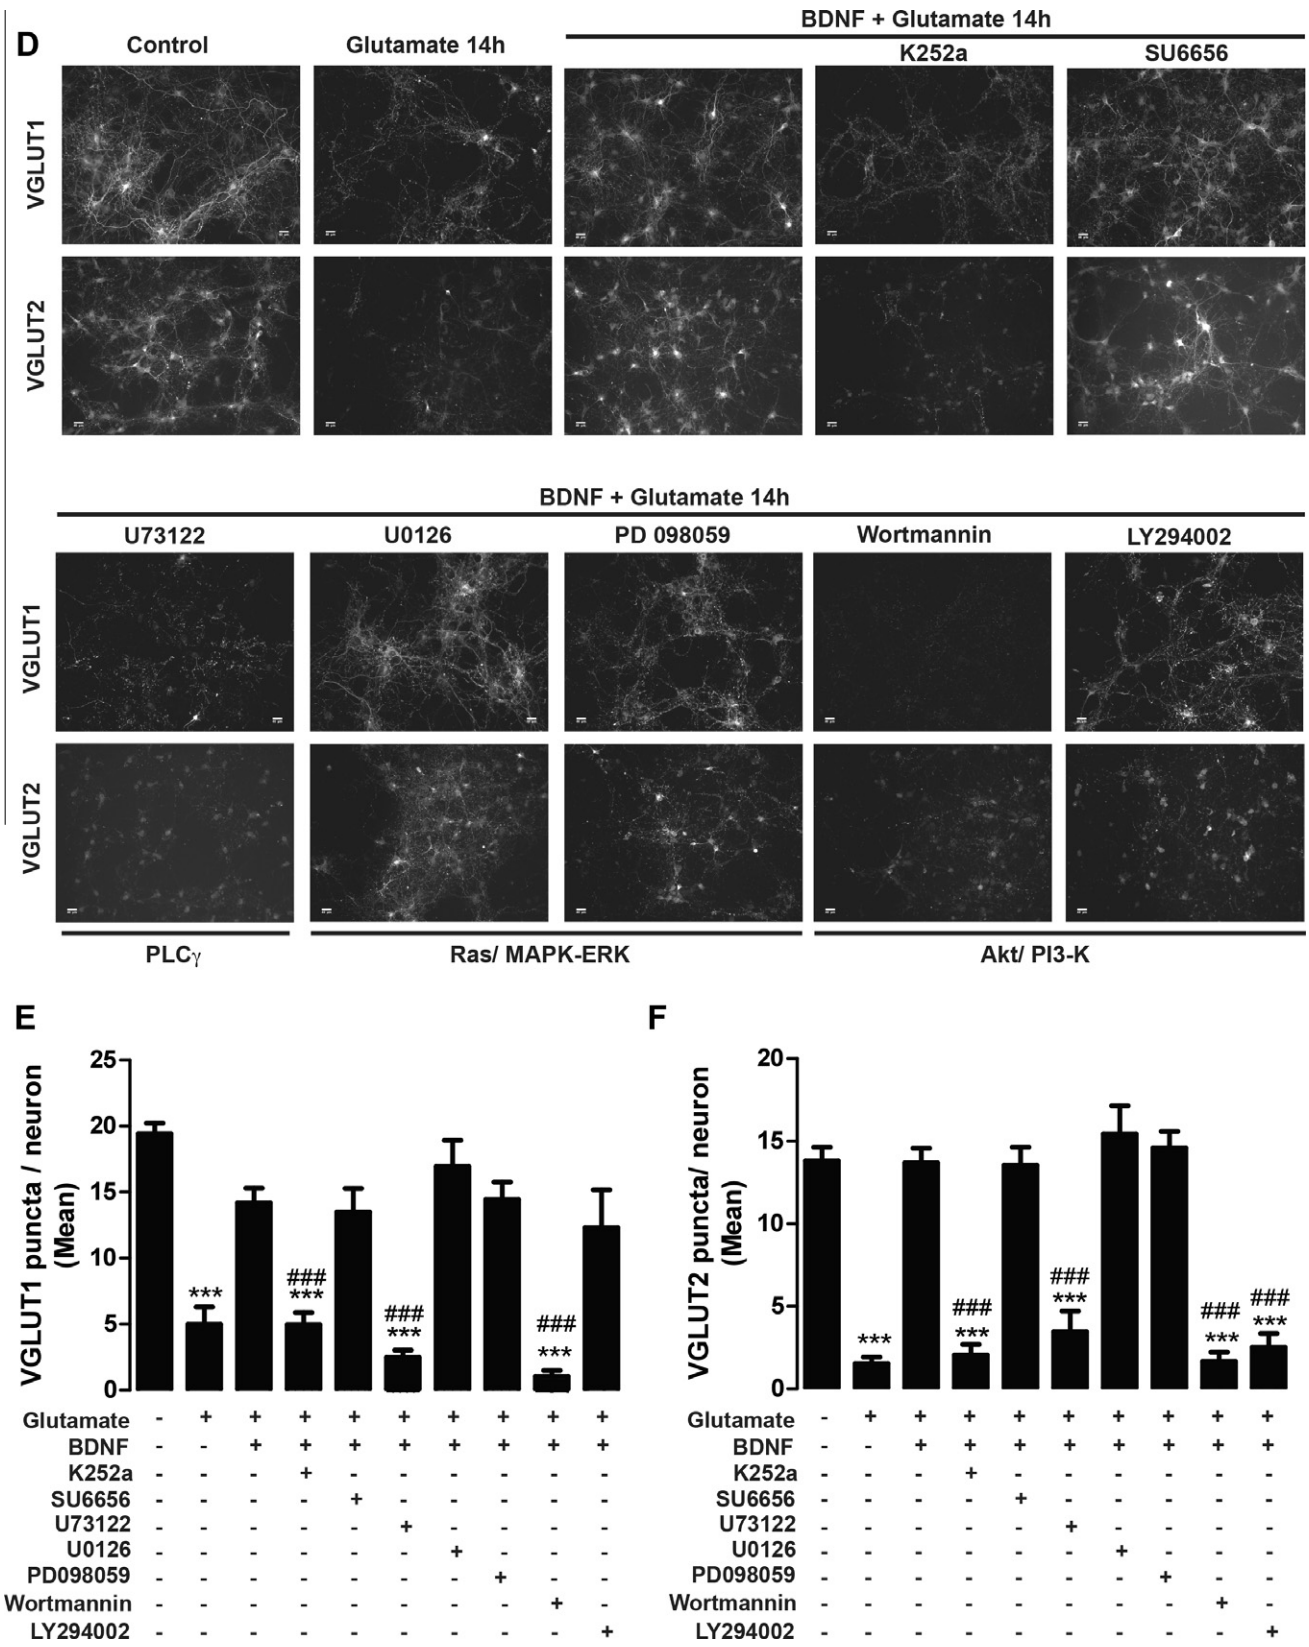 D
BDNF + Glutamate 14h
Control Glutamate 14h K252a SU6656
VGLUT1
VGLUT2
BDNF + Glutamate 14h
U73122 U0126 PD 098059 Wortmannin LY294002
VGLUT1
VGLUT2
PLCγ Ras/ MAPK-ERK Akt/ PI3-K
E
VGLUT1 puncta / neuron
(Mean)
25
20
15
10
5
0
***
###
***
###
***
###
***
Glutamate - + + + + + + + + +
BDNF - - + + + + + + + +
K252a - - - + - - - - - -
SU6656 - - - - + - - - - -
U73122 - - - - - + - - - -
U0126 - - - - - - + - - -
PD098059 - - - - - - - + - -
Wortmannin - - - - - - - - + -
LY294002 - - - - - - - - - +
F
VGLUT2 puncta/ neuron
(Mean)
20
15
10
5
0
***
###
***
###
***
###
***
###
***
Glutamate - + + + + + + + + +
BDNF - - + + + + + + + +
K252a - - - + - - - - - -
SU6656 - - - - + - - - - -
U73122 - - - - - + - - - -
U0126 - - - - - - + - - -
PD098059 - - - - - - - + - -
Wortmannin - - - - - - - - + -
LY294002 - - - - - - - - - +